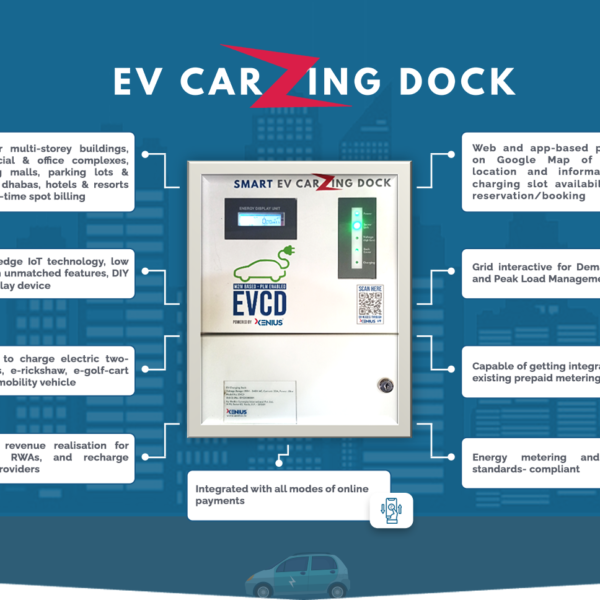 EV CARZING DOCK
r multi-storey buildings,
cial & office complexes,
g malls, parking lots &
dhabas, hotels & resorts
-time spot billing
Web and app-based p
on Google Map of
location and informa
charging slot availabil
reservation/booking
SMART EV CARZING DOCK
ENERGY DISPLAY UNIT
edge IoT technology, low
unmatched features, DIY
lay device
Grid interactive for Dem
and Peak Load Manageme
M2M BASED - PLM ENABLED
EVCD
POWERED BY XENIUS
SCAN HERE
XENIUS
to charge electric two-
s, e-rickshaw, e-golf-cart
mobility vehicle
Capable of getting integra
existing prepaid metering
XENIUS
revenue realisation for
RWAs, and recharge
roviders
Energy metering and
standards- compliant
Integrated with all modes of online
payments